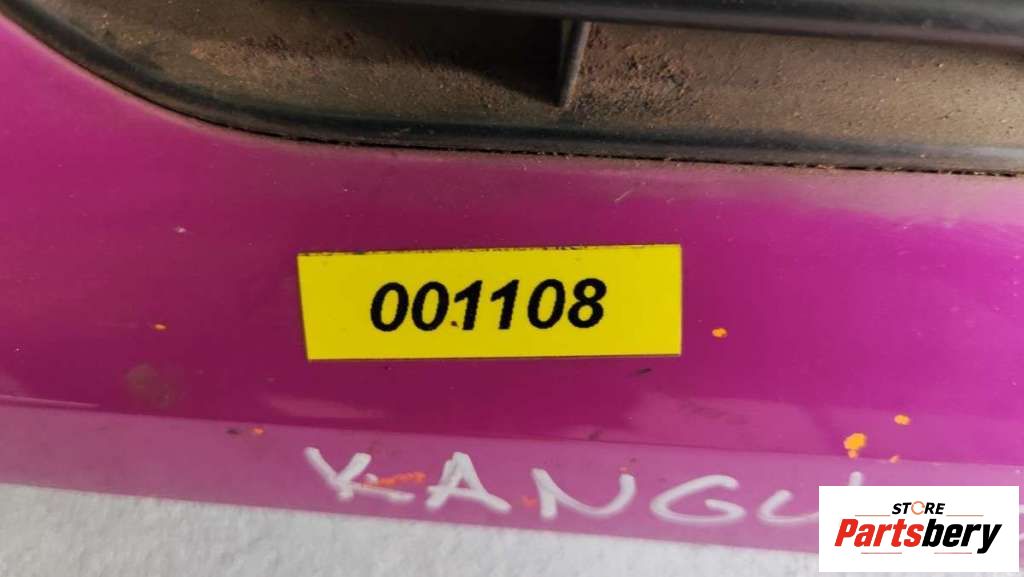 001108
KANGU
STORE
Partsbery